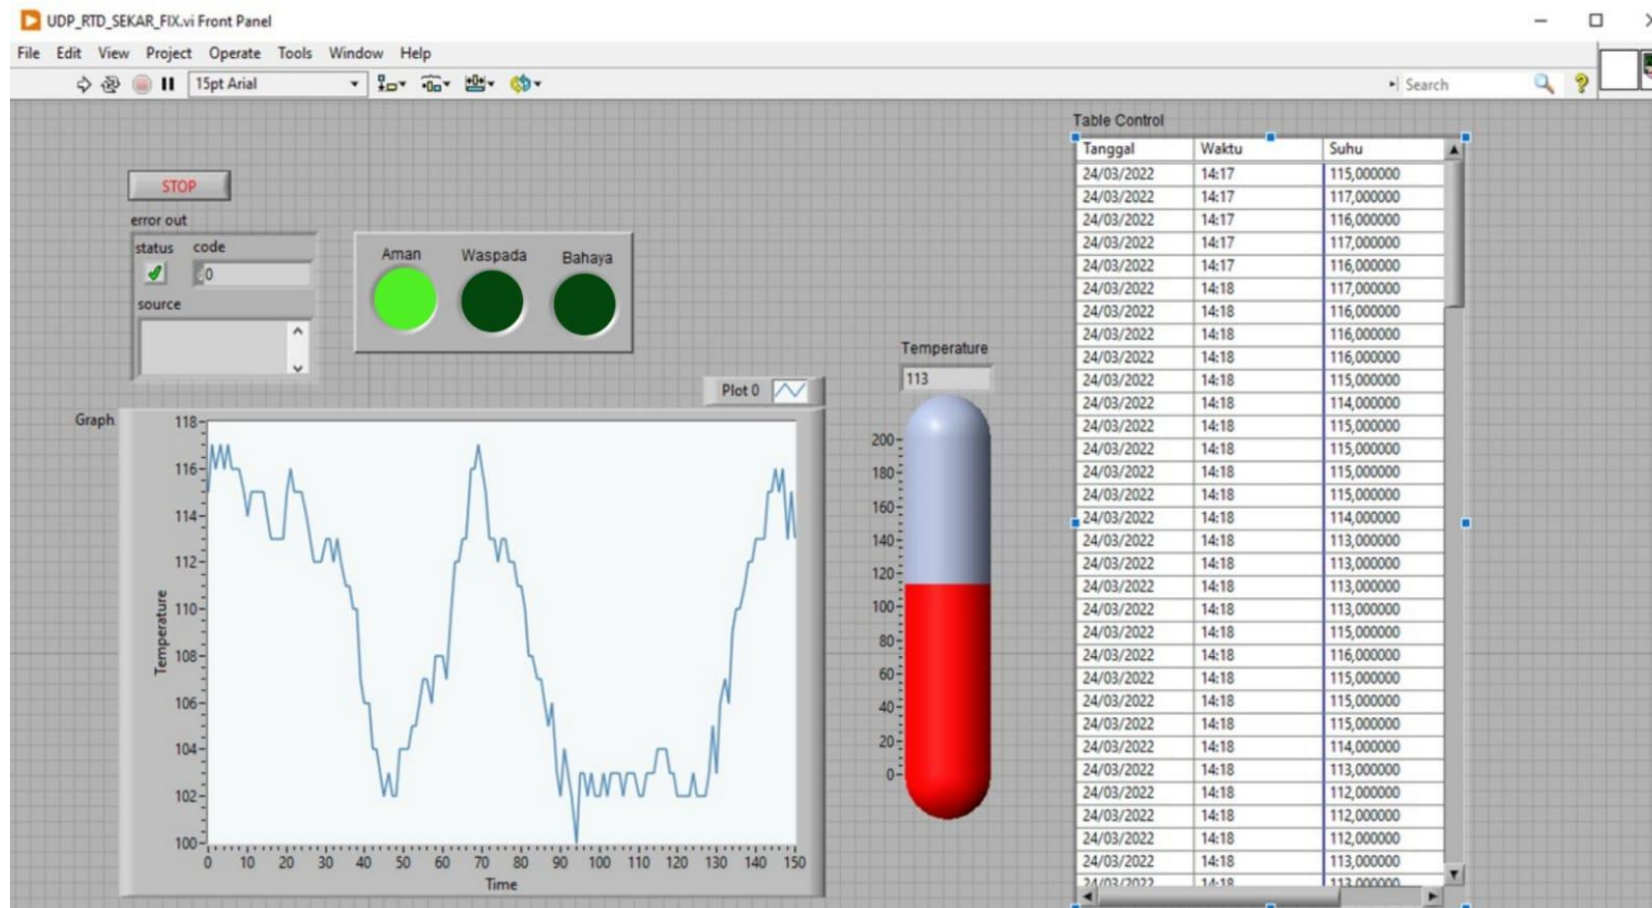 UDP_RTD_SEKAR_FIX.vi Front Panel
File Edit View Project Operate Tools Window Help
15pt Arial
Search
STOP
error out
status code
0
source
Aman Waspada Bahaya
Plot 0
Graph
118
116
114
112
110
108
106
104
102
100
Temperature
0 10 20 30 40 50 60 70 80 90 100 110 120 130 140 150
Time
Temperature
113
200
180
160
140
120
100
80
60
40
20
0
Table Control
Tanggal Waktu Suhu
24/03/2022 14:17 115,000000
24/03/2022 14:17 117,000000
24/03/2022 14:17 116,000000
24/03/2022 14:17 117,000000
24/03/2022 14:17 116,000000
24/03/2022 14:18 117,000000
24/03/2022 14:18 116,000000
24/03/2022 14:18 116,000000
24/03/2022 14:18 116,000000
24/03/2022 14:18 115,000000
24/03/2022 14:18 114,000000
24/03/2022 14:18 115,000000
24/03/2022 14:18 115,000000
24/03/2022 14:18 115,000000
24/03/2022 14:18 115,000000
24/03/2022 14:18 114,000000
24/03/2022 14:18 113,000000
24/03/2022 14:18 113,000000
24/03/2022 14:18 113,000000
24/03/2022 14:18 113,000000
24/03/2022 14:18 115,000000
24/03/2022 14:18 116,000000
24/03/2022 14:18 115,000000
24/03/2022 14:18 115,000000
24/03/2022 14:18 115,000000
24/03/2022 14:18 114,000000
24/03/2022 14:18 113,000000
24/03/2022 14:18 112,000000
24/03/2022 14:18 112,000000
24/03/2022 14:18 112,000000
24/03/2022 14:18 113,000000
24/03/2022 14:18 113,000000